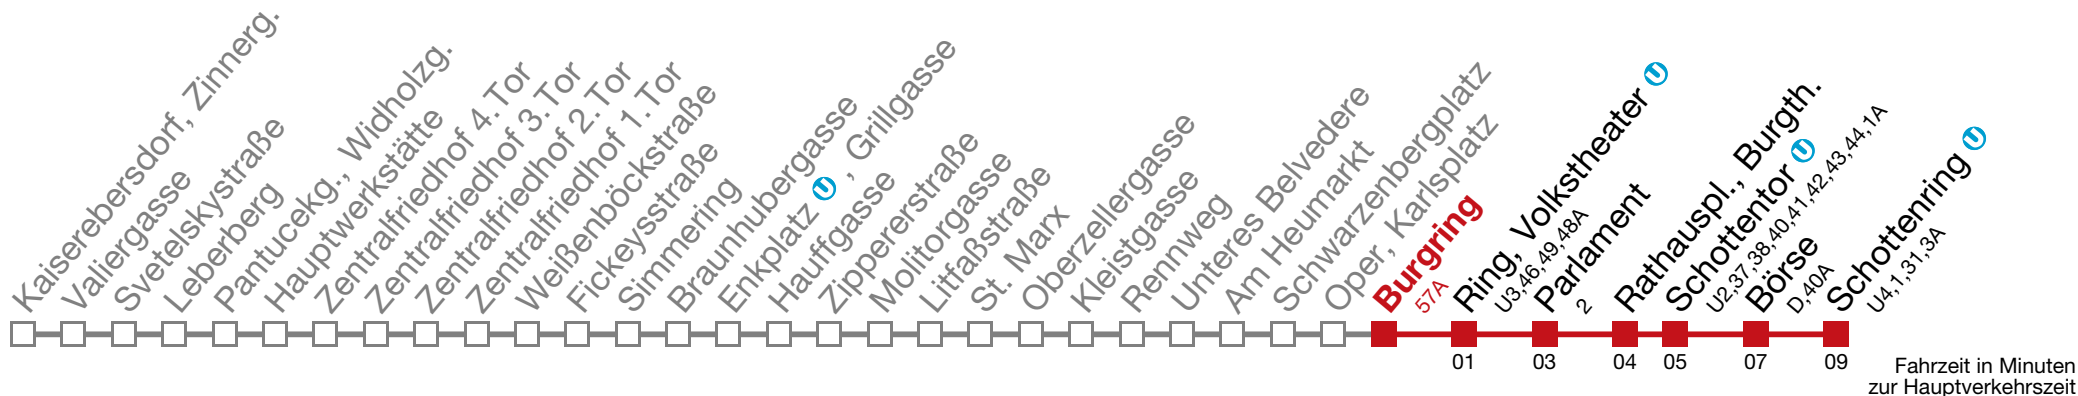 Kaiserebersdorf, Zinnerg.
Valiergasse
Svetelskystraße
Leberberg
Pantucekg., Widholzg.
Hauptwerkstätte
Zentralfriedhof 4. Tor
Zentralfriedhof 3. Tor
Zentralfriedhof 2. Tor
Zentralfriedhof 1. Tor
Weißenböckstraße
Fickeysstraße
Simmering
Braunhubergasse
Enkplatz U, Grillgasse
Hauffgasse
Zippererstraße
Molitorgasse
Litfaßstraße
St. Marx
Oberzellergasse
Kleistgasse
Rennweg
Unteres Belvedere
Am Heumarkt
Schwarzenbergplatz
Oper, Karlsplatz
Burgring
57A
Ring, Volkstheater U
U3,46,49,48A
Parlament
2
Rathauspl., Burgth.
Schottentor U
U2,37,38,40,41,42,43,44,1A
Börse
D,40A
Schottenring U
U4,1,31,3A
01 03 04 05 07 09
Fahrzeit in Minuten
zur Hauptverkehrszeit